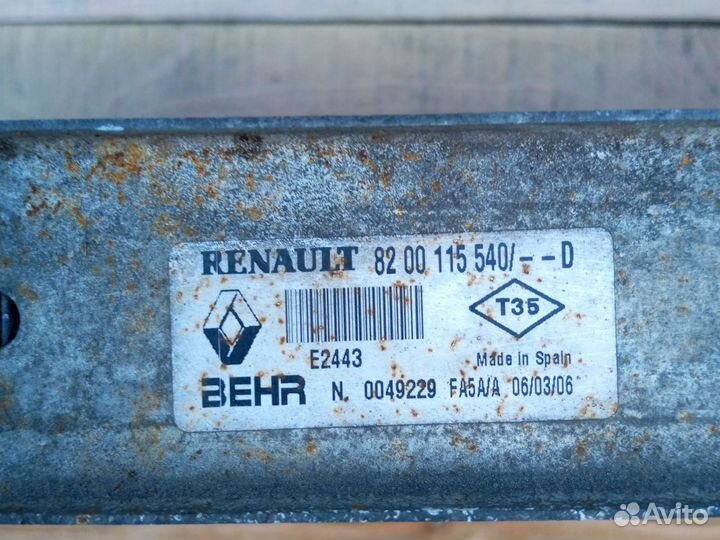 RENAULT 82 00 115 540/--D
T35
E2443
Made in Spain
BEHR N. 0049229 FA5A/A 06/03/06
Avito